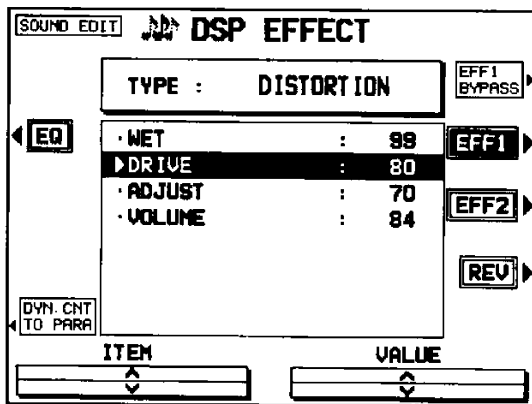 SOUND EDIT DSP EFFECT
TYPE : DISTORTION
EFF1 BYPASS
EQ
·WET : 99
▶DRIVE : 80
·ADJUST : 70
·VOLUME : 84
EFF1
EFF2
REV
DYN.CNT
TO PARA
ITEM VALUE